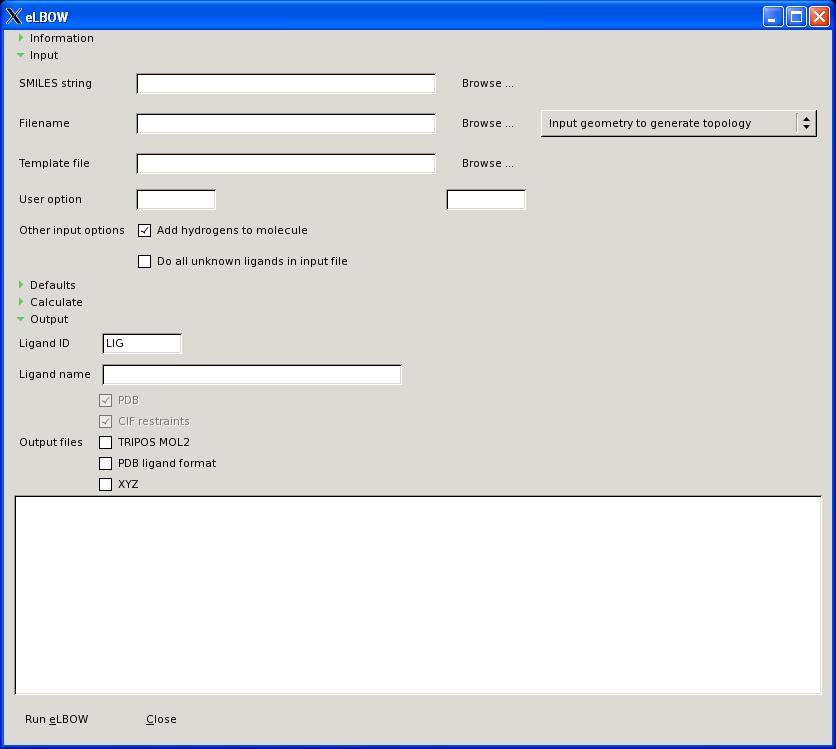 eLBOW
Information
Input
SMILES string Browse ...
Filename Browse ... Input geometry to generate topology
Template file Browse ...
User option
Other input options Add hydrogens to molecule
Do all unknown ligands in input file
Defaults
Calculate
Output
Ligand ID LIG
Ligand name
PDB
CIF restraints
Output files TRIPOS MOL2
PDB ligand format
XYZ
Run eLBOW Close